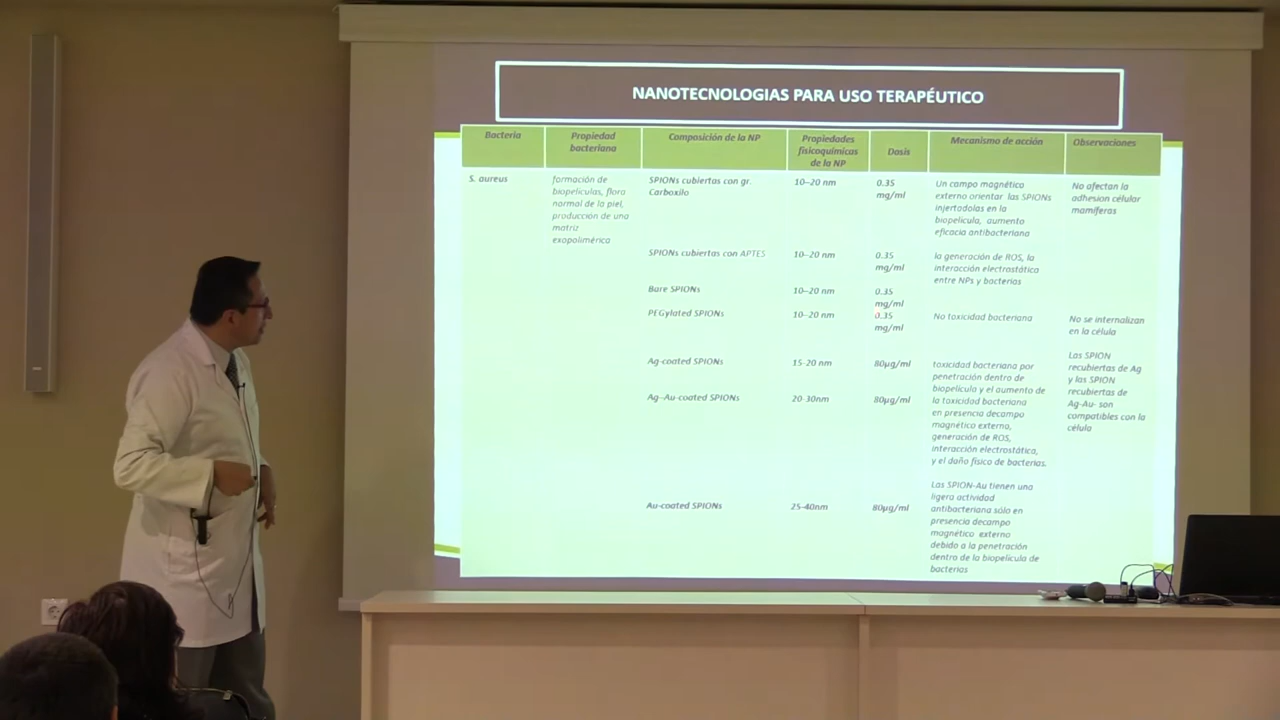 NANOTECNOLOGIAS PARA USO TERAPÉUTICO
Bacteria
Propiedad
bacteriana
Composición de la NP
Propiedades
fisicoquímicas
de la NP
Dosis
Mecanismo de acción
Observaciones
S. aureus
formación de
biopelículas, flora
normal de la piel,
producción de una
matriz
exopolimérica
SPIONs cubiertas con gr.
Carboxilo
10–20 nm
0.35
mg/ml
Un campo magnético
externo orientar las SPIONs
injertadolas en la
biopelícula, aumento
eficacia antibacteriana
No afectan la
adhesion célular
mamíferas
SPIONs cubiertas con APTES
10–20 nm
0.35
mg/ml
la generación de ROS, la
interacción electrostática
entre NPs y bacterias
Bare SPIONs
10–20 nm
0.35
mg/ml
PEGylated SPIONs
10–20 nm
0.35
mg/ml
No toxicidad bacteriana
No se internalizan
en la célula
Ag-coated SPIONs
15-20 nm
80µg/ml
toxicidad bacteriana por
penetración dentro de
biopelícula y el aumento de
la toxicidad bacteriana
en presencia decampo
magnético externo,
generación de ROS,
interacción electrostática,
y el daño físico de bacterias.
Las SPION
recubiertas de Ag
y las SPION
recubiertas de
Ag-Au- son
compatibles con la
célula
Ag–Au-coated SPIONs
20-30nm
80µg/ml
Au-coated SPIONs
25-40nm
80µg/ml
Las SPION-Au tienen una
ligera actividad
antibacteriana sólo en
presencia decampo
magnético externo
debido a la penetración
dentro de la biopelícula de
bacterias